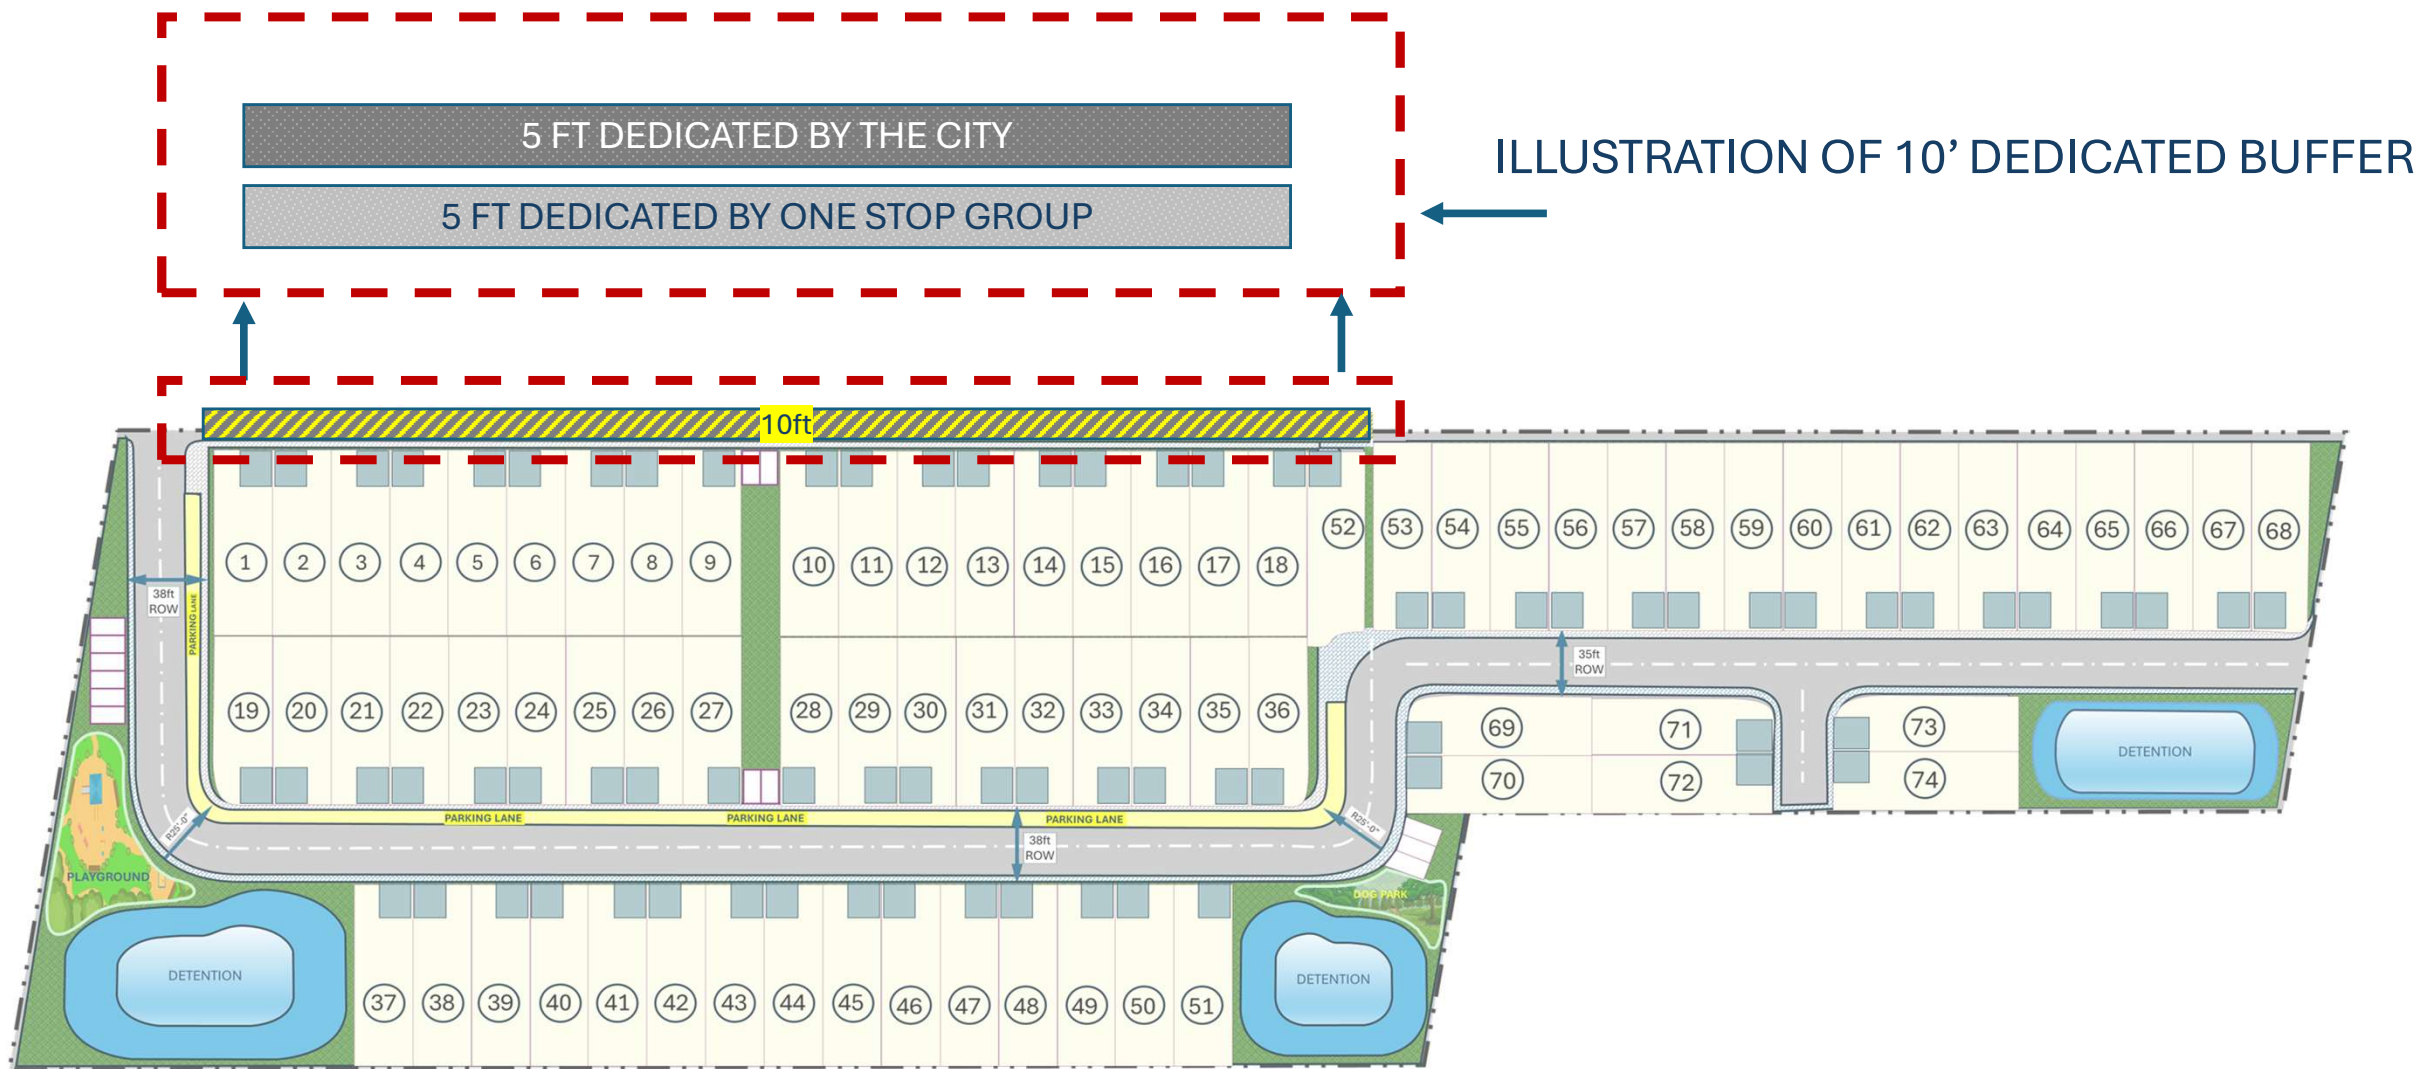 5 FT DEDICATED BY THE CITY
5 FT DEDICATED BY ONE STOP GROUP
ILLUSTRATION OF 10’ DEDICATED BUFFER
10ft
1 2 3 4 5 6 7 8 9 10 11 12 13 14 15 16 17 18
52 53 54 55 56 57 58 59 60 61 62 63 64 65 66 67 68
38ft
ROW
PARKING LANE
35ft
ROW
19 20 21 22 23 24 25 26 27 28 29 30 31 32 33 34 35 36
69 71 73
70 72 74
DETENTION
PARKING LANE PARKING LANE PARKING LANE
R25'-0"
R25'-0"
38ft
ROW
PLAYGROUND
DOG PARK
DETENTION
DETENTION
37 38 39 40 41 42 43 44 45 46 47 48 49 50 51